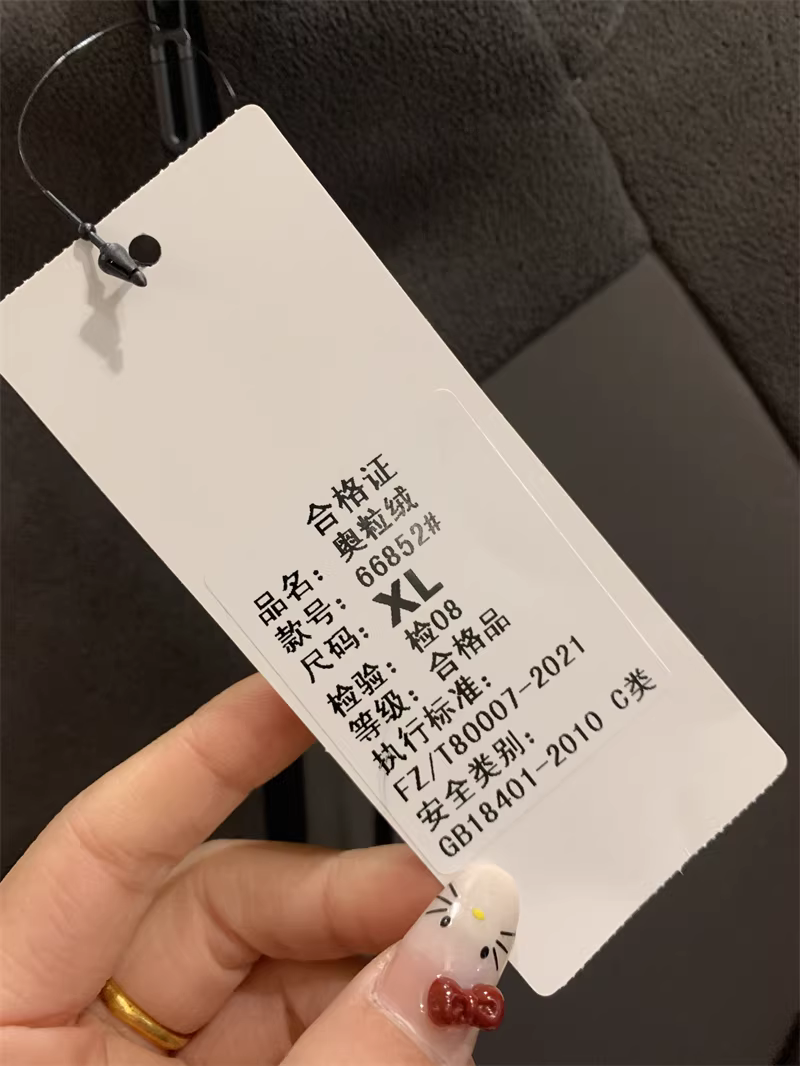 合格证
品名：奥粒绒
款号：66852#
尺码：XL
检验：检08
等级：合格品
执行标准：
FZ/T80007-2021
安全类别：
GB18401-2010 C类